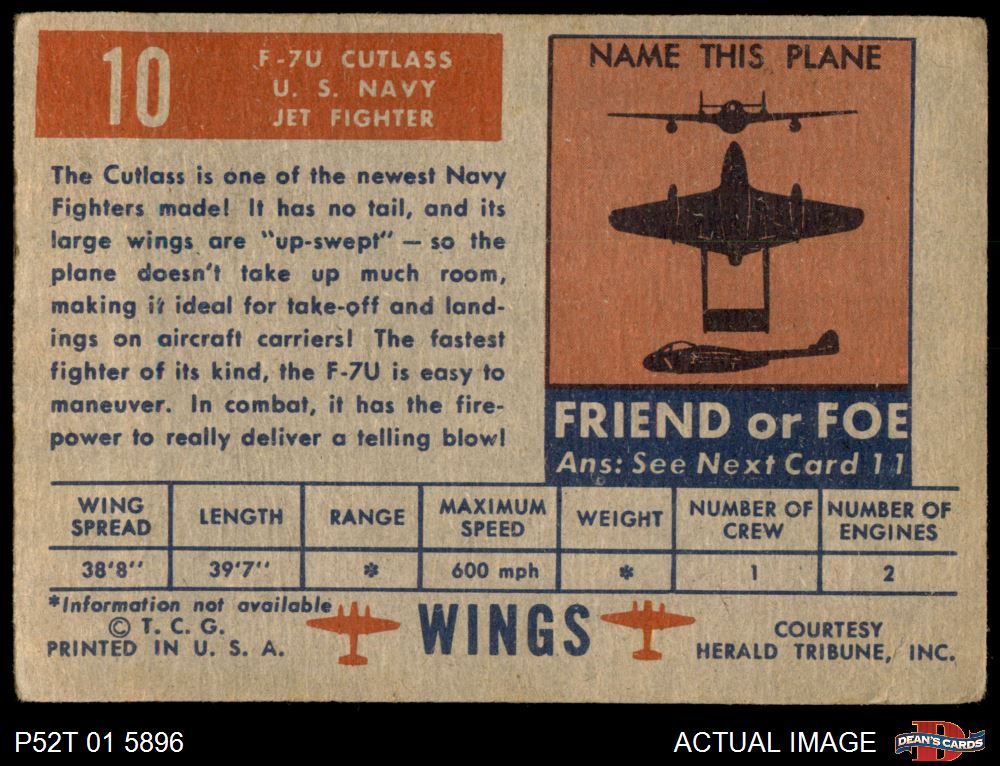 10
F-7U CUTLASS
U. S. NAVY
JET FIGHTER
The Cutlass is one of the newest Navy
Fighters made! It has no tail, and its
large wings are "up-swept" — so the
plane doesn't take up much room,
making it ideal for take-off and land-
ings on aircraft carriers! The fastest
fighter of its kind, the F-7U is easy to
maneuver. In combat, it has the fire-
power to really deliver a telling blow!
NAME THIS PLANE
FRIEND or FOE
Ans: See Next Card 11
WING SPREAD LENGTH RANGE MAXIMUM SPEED WEIGHT NUMBER OF CREW NUMBER OF ENGINES
38'8'' 39'7'' * 600 mph * 1 2
*Information not available
© T. C. G.
PRINTED IN U. S. A.
WINGS
COURTESY
HERALD TRIBUNE, INC.
P52T 01 5896
ACTUAL IMAGE
DEAN'S CARDS